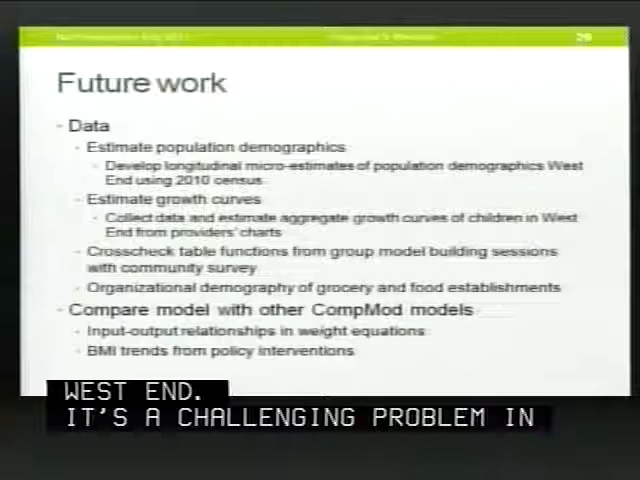 29
Future work
- Data
- Estimate population demographics
- Develop longitudinal micro-estimates of population demographics West
End using 2010 census.
- Estimate growth curves
- Collect data and estimate aggregate growth curves of children in West
End from providers' charts
- Crosscheck table functions from group model building sessions
with community survey
- Organizational demography of grocery and food establishments
- Compare model with other CompMod models
- Input-output relationships in weight equations
- BMI trends from policy interventions
WEST END.
IT'S A CHALLENGING PROBLEM IN